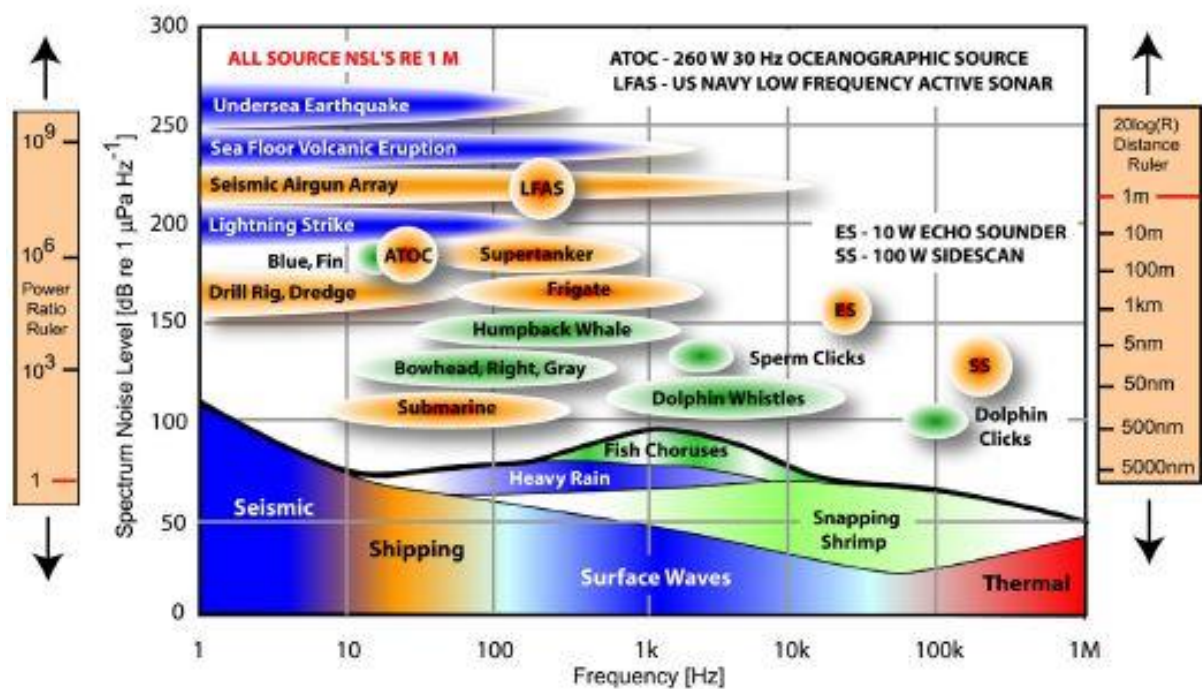 300
250
200
150
100
50
0
Spectrum Noise Level [dB re 1 µPa Hz⁻¹]
ALL SOURCE NSL'S RE 1 M
ATOC - 260 W 30 Hz OCEANOGRAPHIC SOURCE
LFAS - US NAVY LOW FREQUENCY ACTIVE SONAR
Undersea Earthquake
Sea Floor Volcanic Eruption
Seismic Airgun Array
LFAS
Lightning Strike
ES - 10 W ECHO SOUNDER
SS - 100 W SIDESCAN
Blue, Fin
ATOC
Supertanker
Drill Rig, Dredge
Frigate
ES
Humpback Whale
Sperm Clicks
SS
Bowhead, Right, Gray
Dolphin Whistles
Submarine
Dolphin
Clicks
Fish Choruses
Heavy Rain
Seismic
Snapping
Shrimp
Shipping
Surface Waves
Thermal
1
10
100
1k
10k
100k
1M
Frequency [Hz]
10⁹
10⁶
Power
Ratio
Ruler
10³
1
20log(R)
Distance
Ruler
1m
10m
100m
1km
5nm
50nm
500nm
5000nm